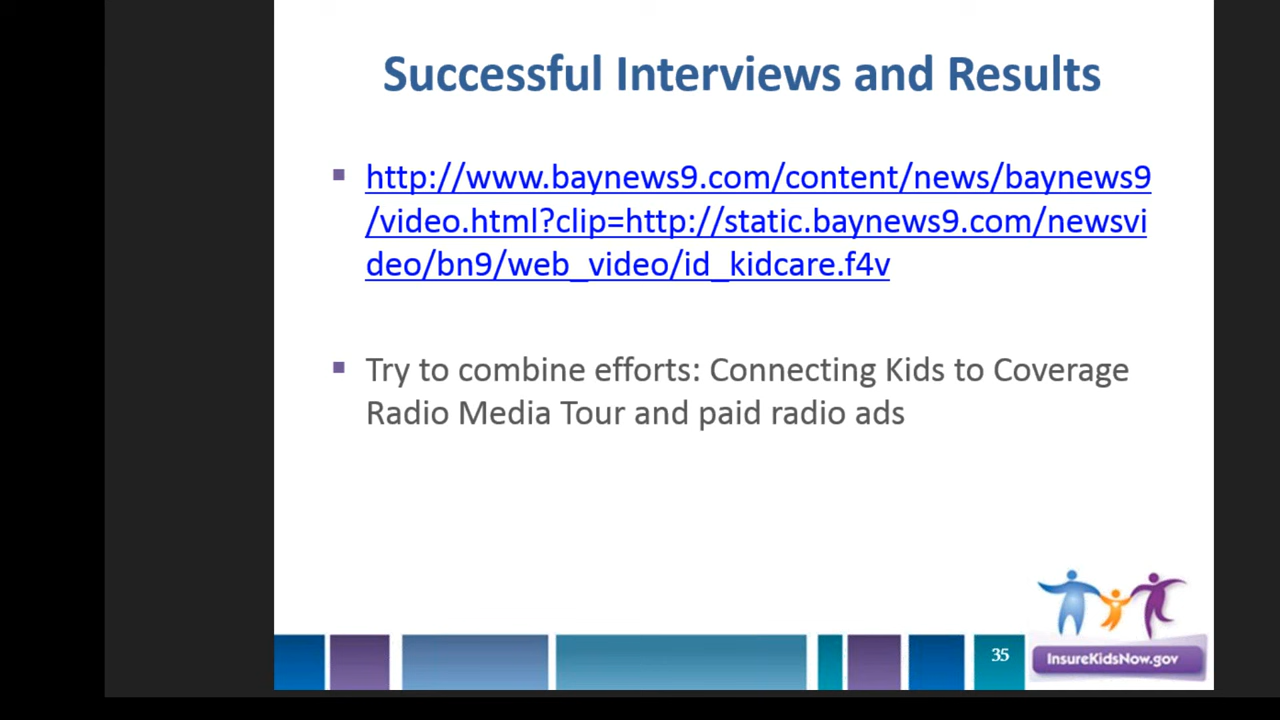 Successful Interviews and Results
http://www.baynews9.com/content/news/baynews9
/video.html?clip=http://static.baynews9.com/newsvi
deo/bn9/web_video/id_kidcare.f4v
Try to combine efforts: Connecting Kids to Coverage
Radio Media Tour and paid radio ads
35
InsureKidsNow.gov